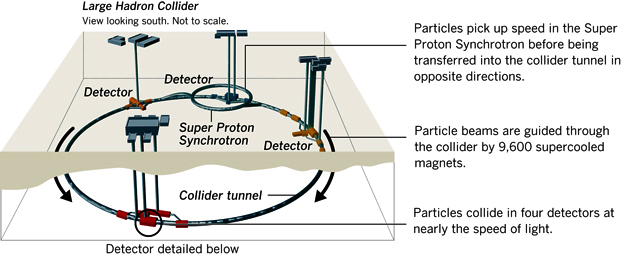 Large Hadron Collider
View looking south. Not to scale.
Particles pick up speed in the Super
Proton Synchrotron before being
transferred into the collider tunnel in
opposite directions.
Detector
Detector
Super Proton
Synchrotron
Detector
Particle beams are guided through
the collider by 9,600 supercooled
magnets.
Collider tunnel
Particles collide in four detectors at
nearly the speed of light.
Detector detailed below